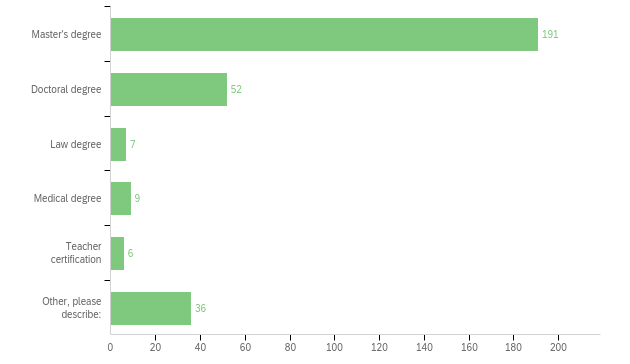 Master's degree
191
Doctoral degree
52
Law degree
7
Medical degree
9
Teacher
certification
6
Other, please
describe:
36
0 20 40 60 80 100 120 140 160 180 200